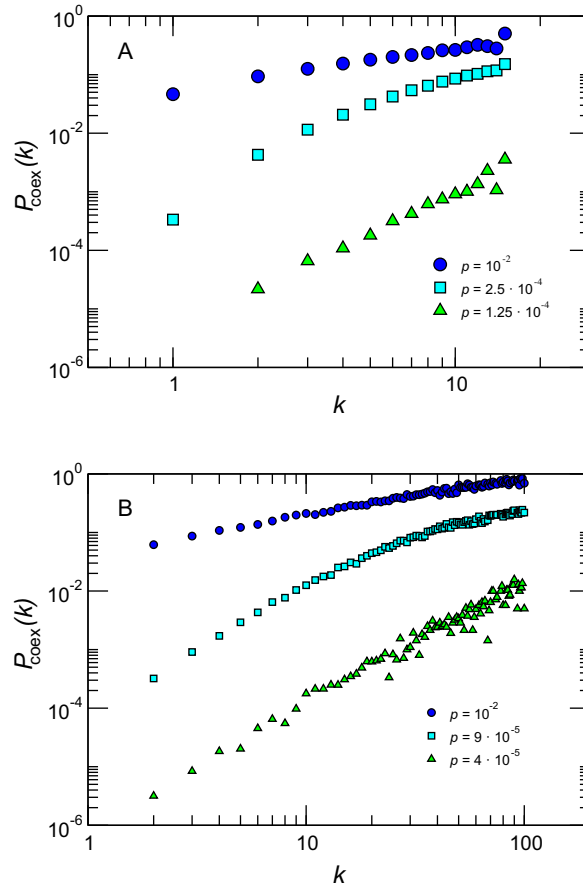 A
10^0
10^-2
10^-4
10^-6
P_coex(k)
p = 10^-2
p = 2.5 · 10^-4
p = 1.25 · 10^-4
1
10
k
B
10^0
10^-2
10^-4
10^-6
P_coex(k)
p = 10^-2
p = 9 · 10^-5
p = 4 · 10^-5
1
10
100
k